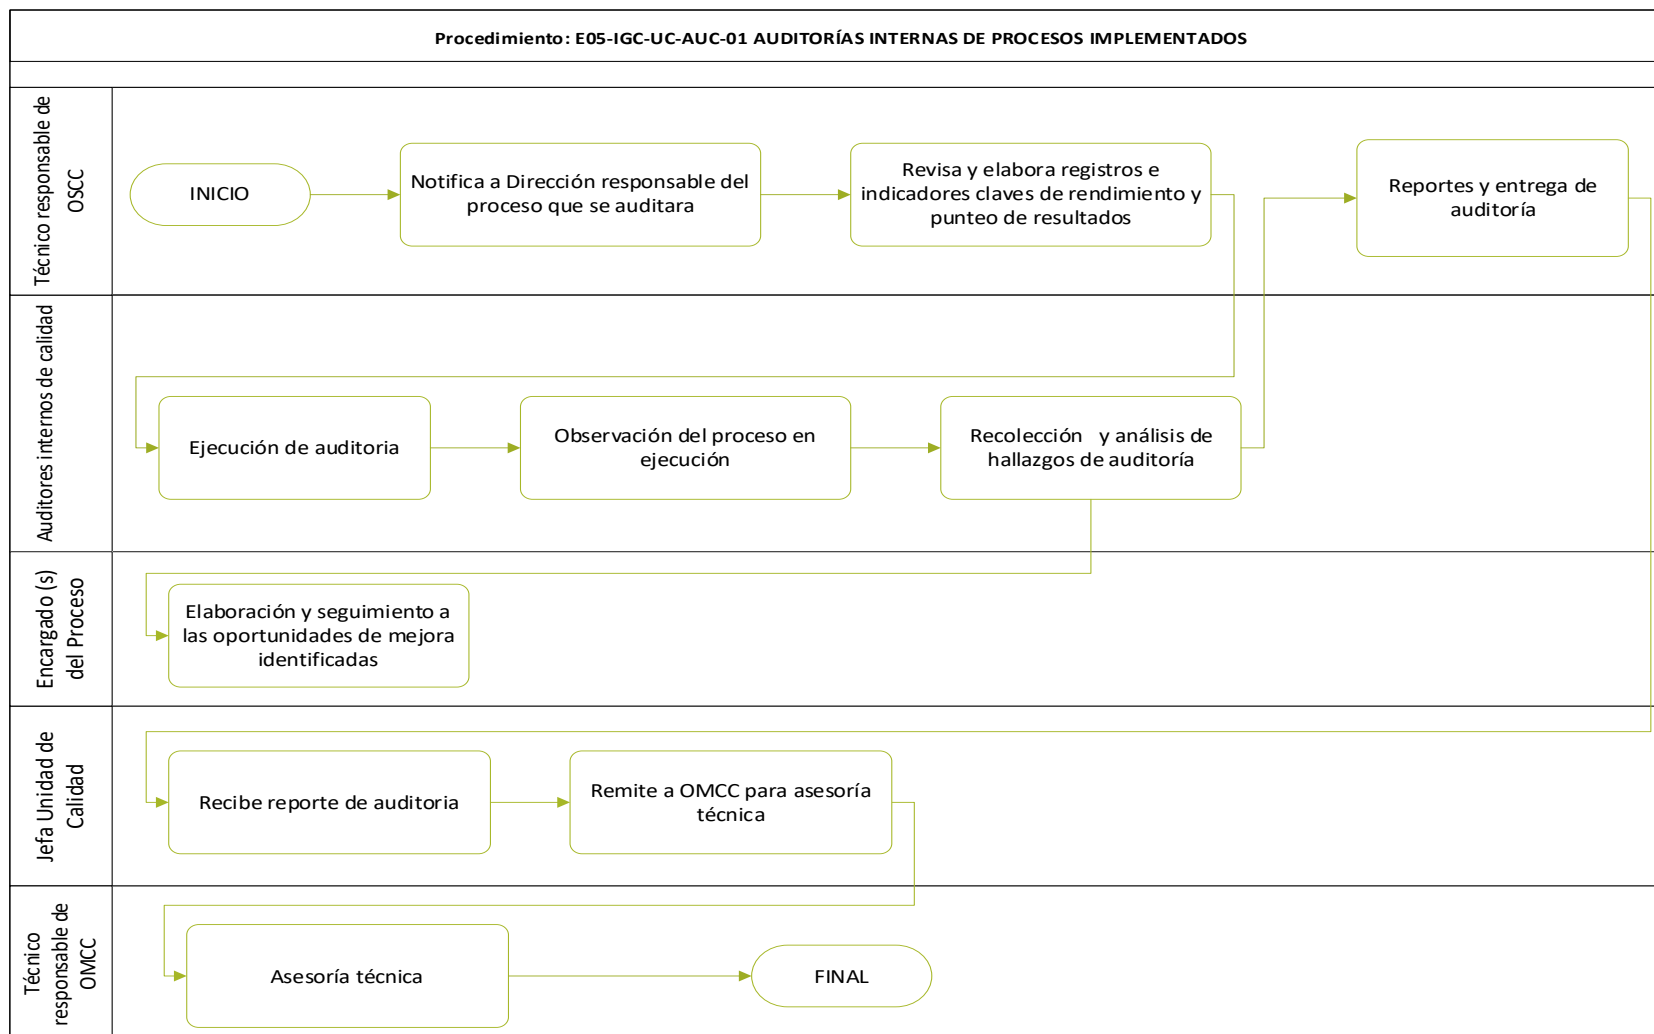 Procedimiento: E05-IGC-UC-AUC-01 AUDITORÍAS INTERNAS DE PROCESOS IMPLEMENTADOS
Técnico responsable de
OSCC
INICIO
Notifica a Dirección responsable del
proceso que se auditara
Revisa y elabora registros e
indicadores claves de rendimiento y
punteo de resultados
Reportes y entrega de
auditoría
Auditores internos de calidad
Ejecución de auditoria
Observación del proceso en
ejecución
Recolección y análisis de
hallazgos de auditoría
Encargado (s)
del Proceso
Elaboración y seguimiento a
las oportunidades de mejora
identificadas
Jefa Unidad de
Calidad
Recibe reporte de auditoria
Remite a OMCC para asesoría
técnica
Técnico
responsable de
OMCC
Asesoría técnica
FINAL